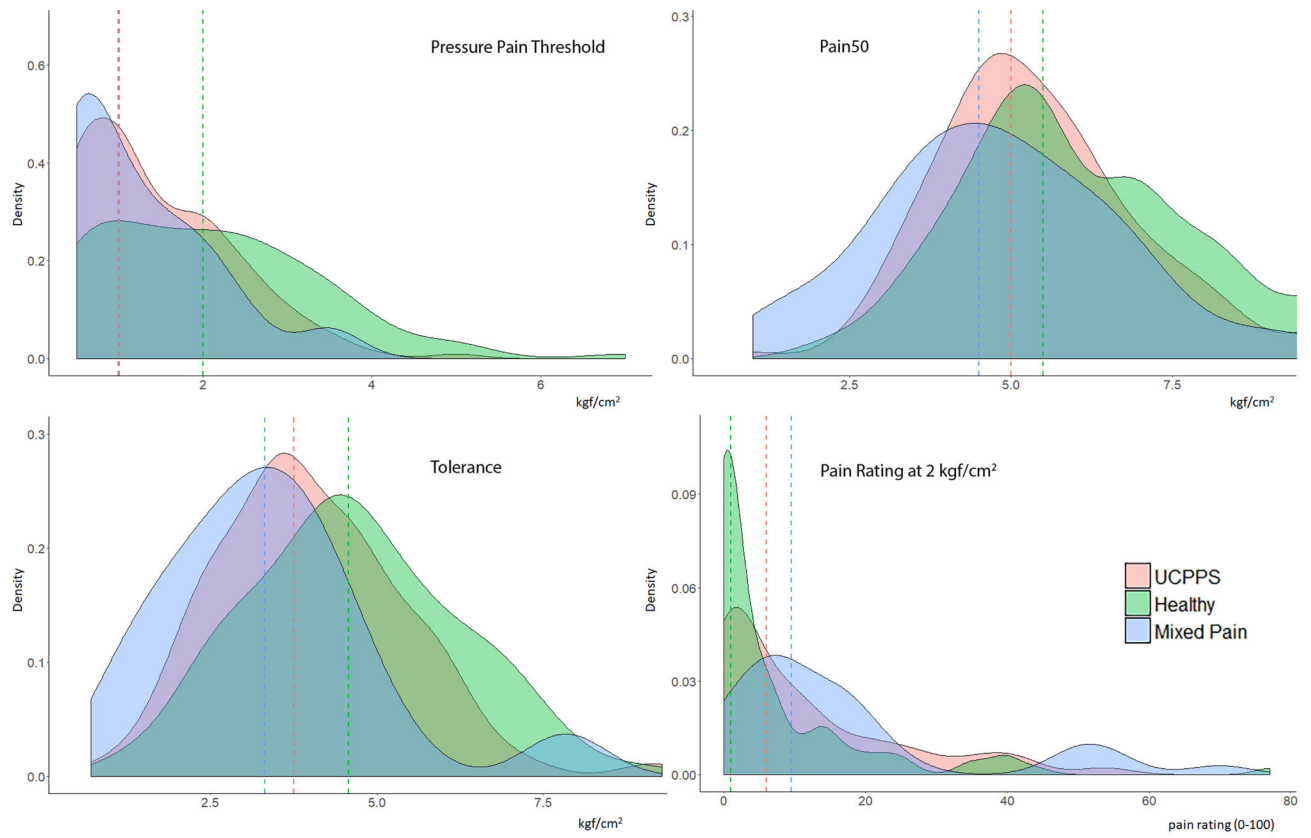 Pressure Pain Threshold
Density
0.6
0.4
0.2
0.0
2
4
6
kgf/cm²
Pain50
Density
0.3
0.2
0.1
0.0
2.5
5.0
7.5
kgf/cm²
Tolerance
Density
0.3
0.2
0.1
0.0
2.5
5.0
7.5
kgf/cm²
Pain Rating at 2 kgf/cm²
Density
0.09
0.06
0.03
0.00
UCPPS
Healthy
Mixed Pain
0
20
40
60
80
pain rating (0-100)